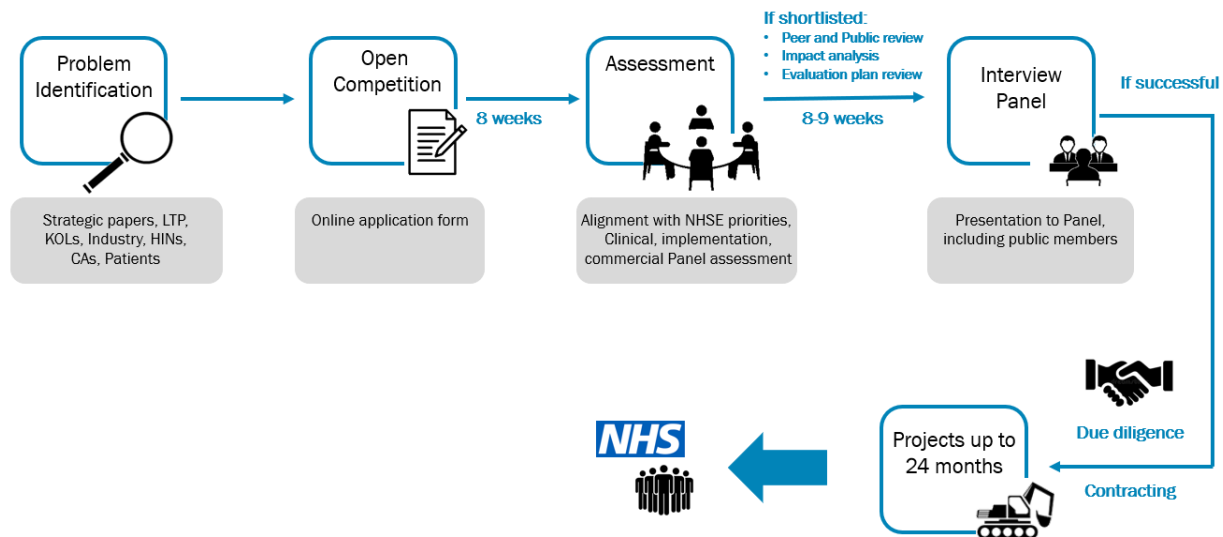 Problem
Identification
Strategic papers, LTP,
KOLs, Industry, HINs,
CAs, Patients
Open
Competition
Online application form
8 weeks
Assessment
Alignment with NHSE priorities,
Clinical, implementation,
commercial Panel assessment
If shortlisted:
• Peer and Public review
• Impact analysis
• Evaluation plan review
8-9 weeks
Interview
Panel
Presentation to Panel,
including public members
If successful
Due diligence
Contracting
Projects up to
24 months
NHS